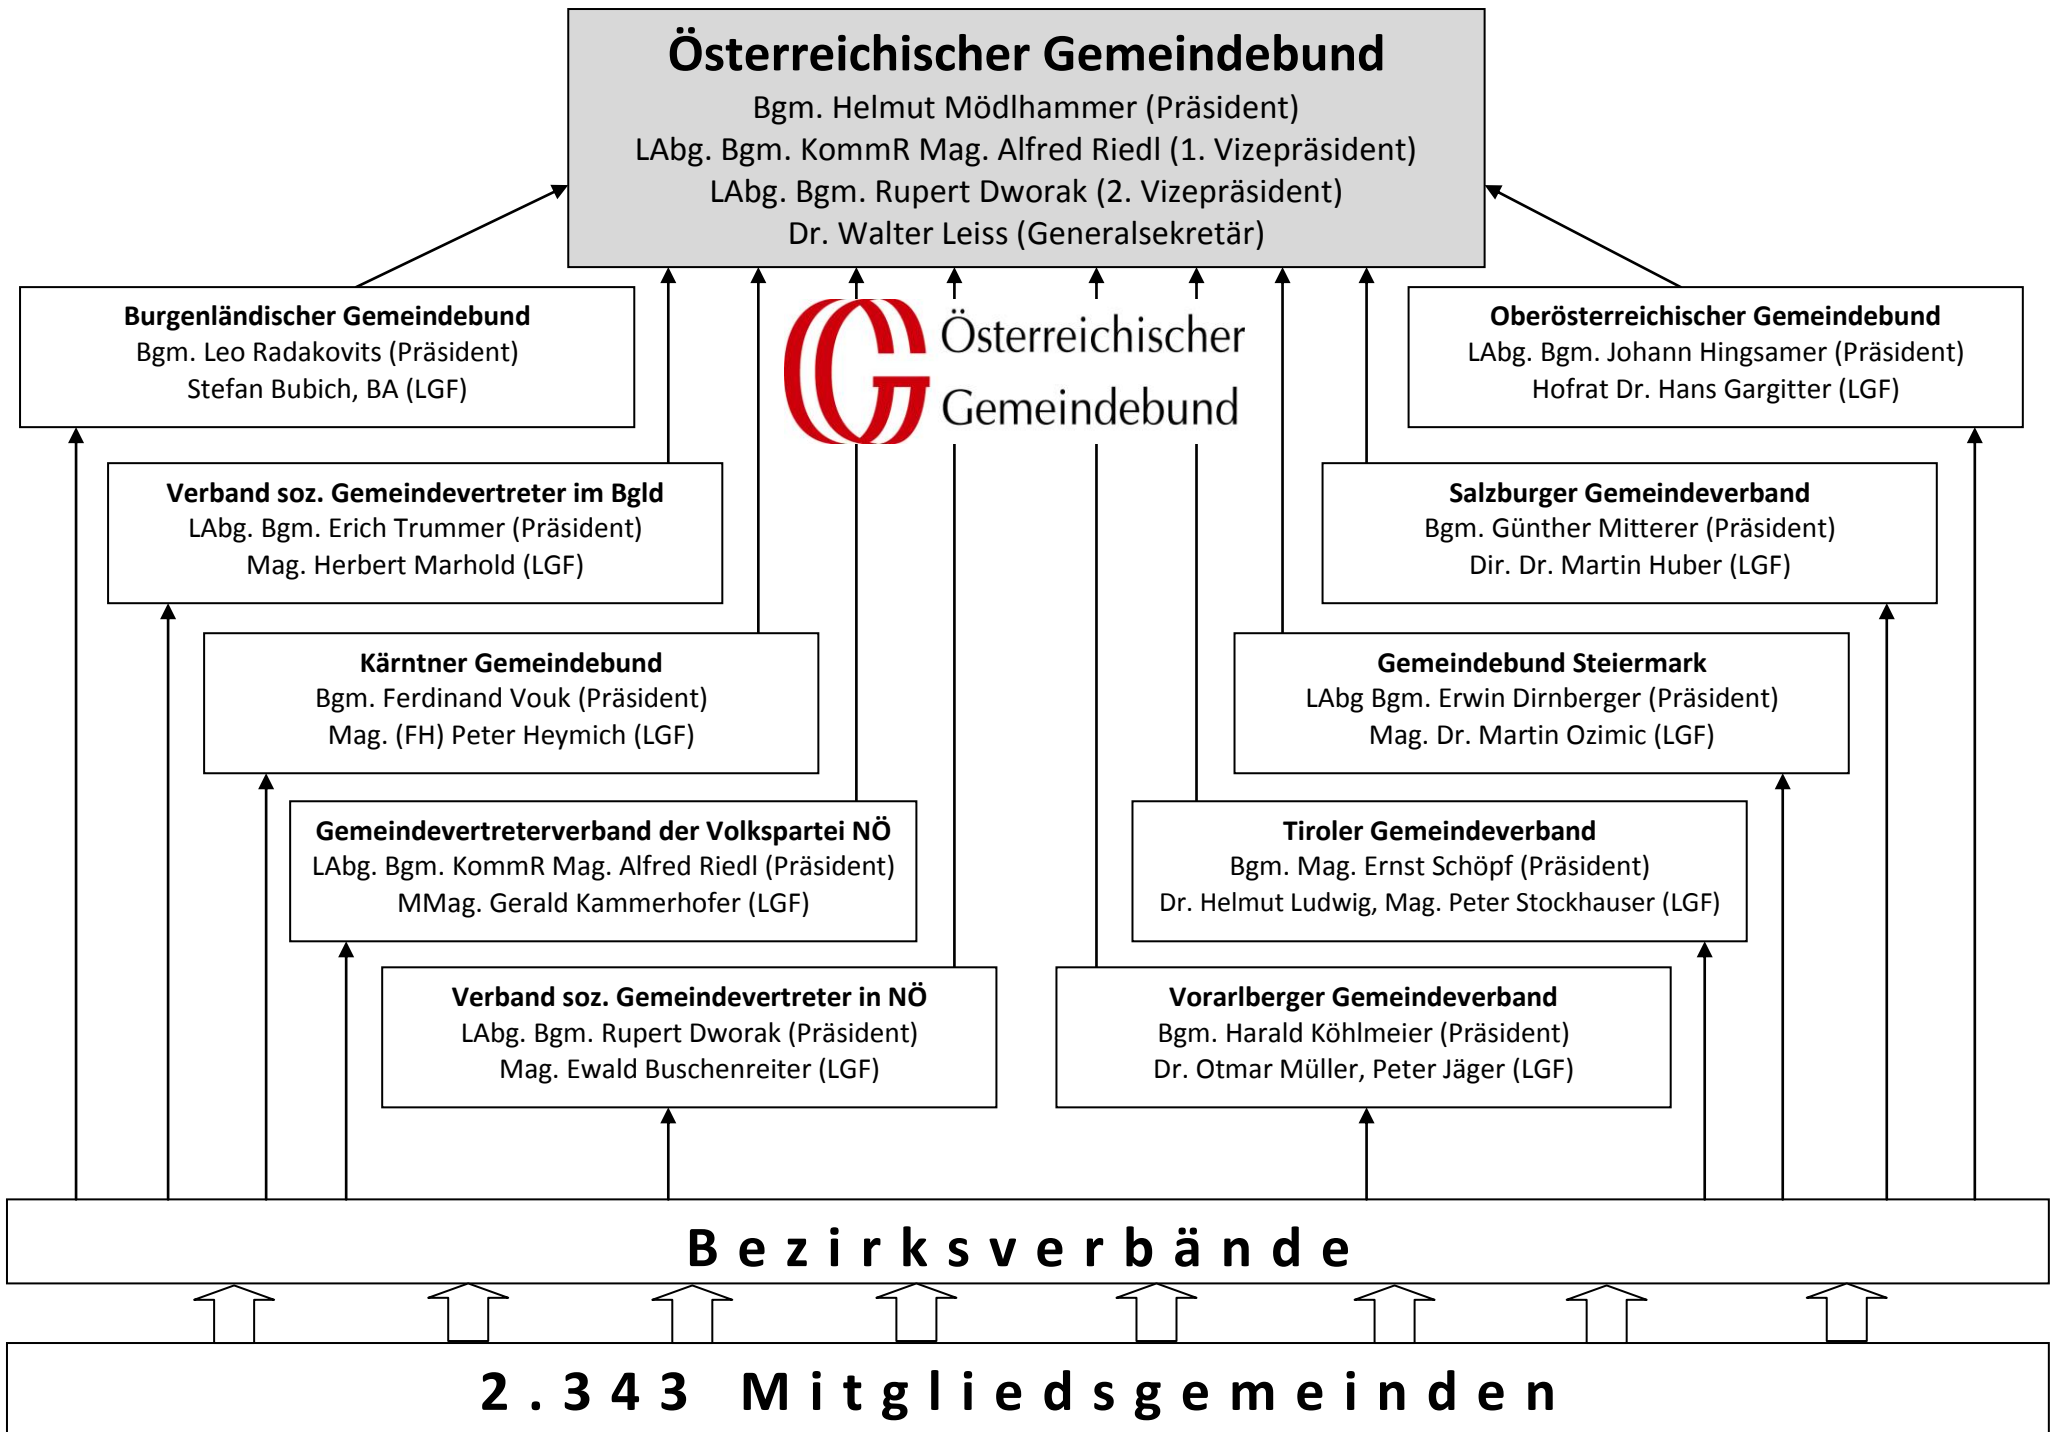 Österreichischer Gemeindebund
Bgm. Helmut Mödlhammer (Präsident)
LAbg. Bgm. KommR Mag. Alfred Riedl (1. Vizepräsident)
LAbg. Bgm. Rupert Dworak (2. Vizepräsident)
Dr. Walter Leiss (Generalsekretär)
Burgenländischer Gemeindebund
Bgm. Leo Radakovits (Präsident)
Stefan Bubich, BA (LGF)
Österreichischer
Gemeindebund
Oberösterreichischer Gemeindebund
LAbg. Bgm. Johann Hingsamer (Präsident)
Hofrat Dr. Hans Gargitter (LGF)
Verband soz. Gemeindevertreter im Bgld
LAbg. Bgm. Erich Trummer (Präsident)
Mag. Herbert Marhold (LGF)
Salzburger Gemeindeverband
Bgm. Günther Mitterer (Präsident)
Dir. Dr. Martin Huber (LGF)
Kärntner Gemeindebund
Bgm. Ferdinand Vouk (Präsident)
Mag. (FH) Peter Heymich (LGF)
Gemeindebund Steiermark
LAbg Bgm. Erwin Dirnberger (Präsident)
Mag. Dr. Martin Ozimic (LGF)
Gemeindevertreterverband der Volkspartei NÖ
LAbg. Bgm. KommR Mag. Alfred Riedl (Präsident)
MMag. Gerald Kammerhofer (LGF)
Tiroler Gemeindeverband
Bgm. Mag. Ernst Schöpf (Präsident)
Dr. Helmut Ludwig, Mag. Peter Stockhauser (LGF)
Verband soz. Gemeindevertreter in NÖ
LAbg. Bgm. Rupert Dworak (Präsident)
Mag. Ewald Buschenreiter (LGF)
Vorarlberger Gemeindeverband
Bgm. Harald Köhlmeier (Präsident)
Dr. Otmar Müller, Peter Jäger (LGF)
Bezirksverbände
2.343 Mitgliedsgemeinden